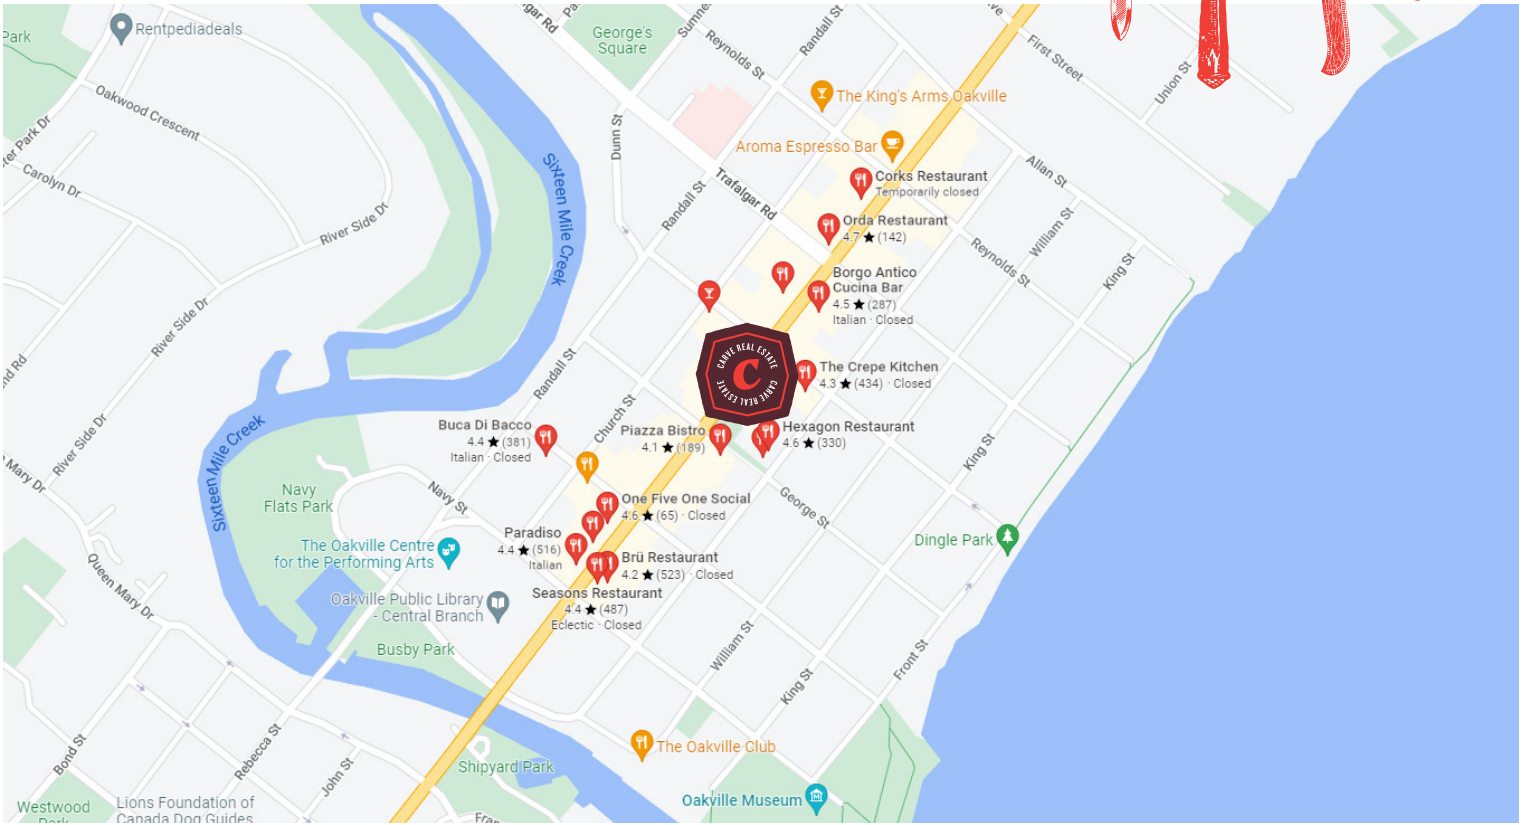 Rentpediadeals
Park
Oakwood Crescent
Carolyn Dr
River Side Dr
River Side Dr
River Side Dr
Sixteen Mile Creek
Sixteen Mile Creek
Queen Mary Dr
George's
Square
Reynolds St
Randall St
First Street
Union St
The King's Arms Oakville
Aroma Espresso Bar
Dunn St
Trafalgar Rd
Randall St
Corks Restaurant
Temporarily closed
Allan St
Orda Restaurant
4.7 ★ (142)
William St
Reynolds St
King St
Borgo Antico
Cucina Bar
4.5 ★ (287)
Italian · Closed
CARVE REAL ESTATE
C
CARVE REAL ESTATE
The Crepe Kitchen
4.3 ★ (434) · Closed
Randall St
Church St
Buca Di Bacco
4.4 ★ (381)
Italian · Closed
Piazza Bistro
4.1 ★ (189)
Hexagon Restaurant
4.6 ★ (330)
King St
Navy
Flats Park
Navy St
One Five One Social
4.6 ★ (65) · Closed
George St
Paradiso
4.4 ★ (516)
Italian
The Oakville Centre
for the Performing Arts
Brü Restaurant
4.2 ★ (523) · Closed
Dingle Park
Seasons Restaurant
4.4 ★ (487)
Eclectic · Closed
Oakville Public Library
- Central Branch
Busby Park
William St
King St
Front St
Bond St
Rebecca St
John St
The Oakville Club
Shipyard Park
Oakville Museum
Westwood
Park
Lions Foundation of
Canada Dog Guides